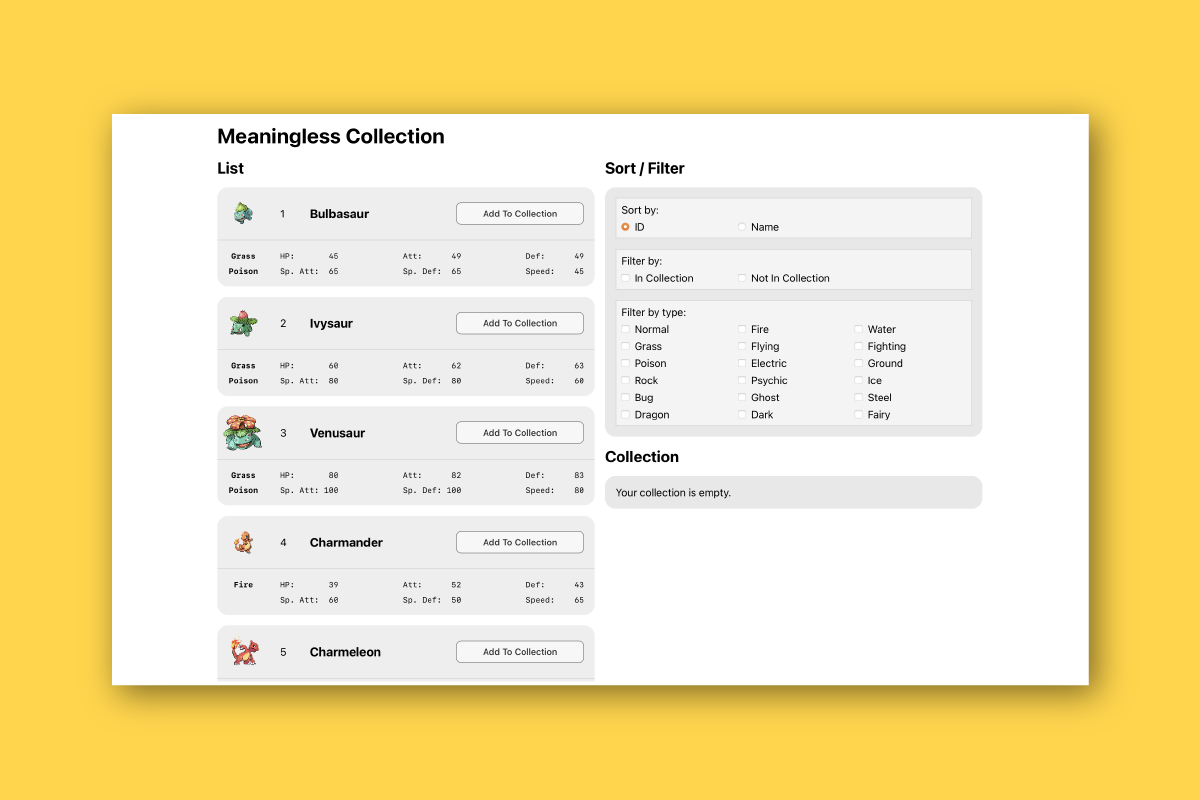 Meaningless Collection
List
1 Bulbasaur Add To Collection
Grass HP: 45 Att: 49 Def: 49
Poison Sp. Att: 65 Sp. Def: 65 Speed: 45
2 Ivysaur Add To Collection
Grass HP: 60 Att: 62 Def: 63
Poison Sp. Att: 80 Sp. Def: 80 Speed: 60
3 Venusaur Add To Collection
Grass HP: 80 Att: 82 Def: 83
Poison Sp. Att: 100 Sp. Def: 100 Speed: 80
4 Charmander Add To Collection
Fire HP: 39 Att: 52 Def: 43
Sp. Att: 60 Sp. Def: 50 Speed: 65
5 Charmeleon Add To Collection
Sort / Filter
Sort by:
ID Name
Filter by:
In Collection Not In Collection
Filter by type:
Normal Fire Water
Grass Flying Fighting
Poison Electric Ground
Rock Psychic Ice
Bug Ghost Steel
Dragon Dark Fairy
Collection
Your collection is empty.